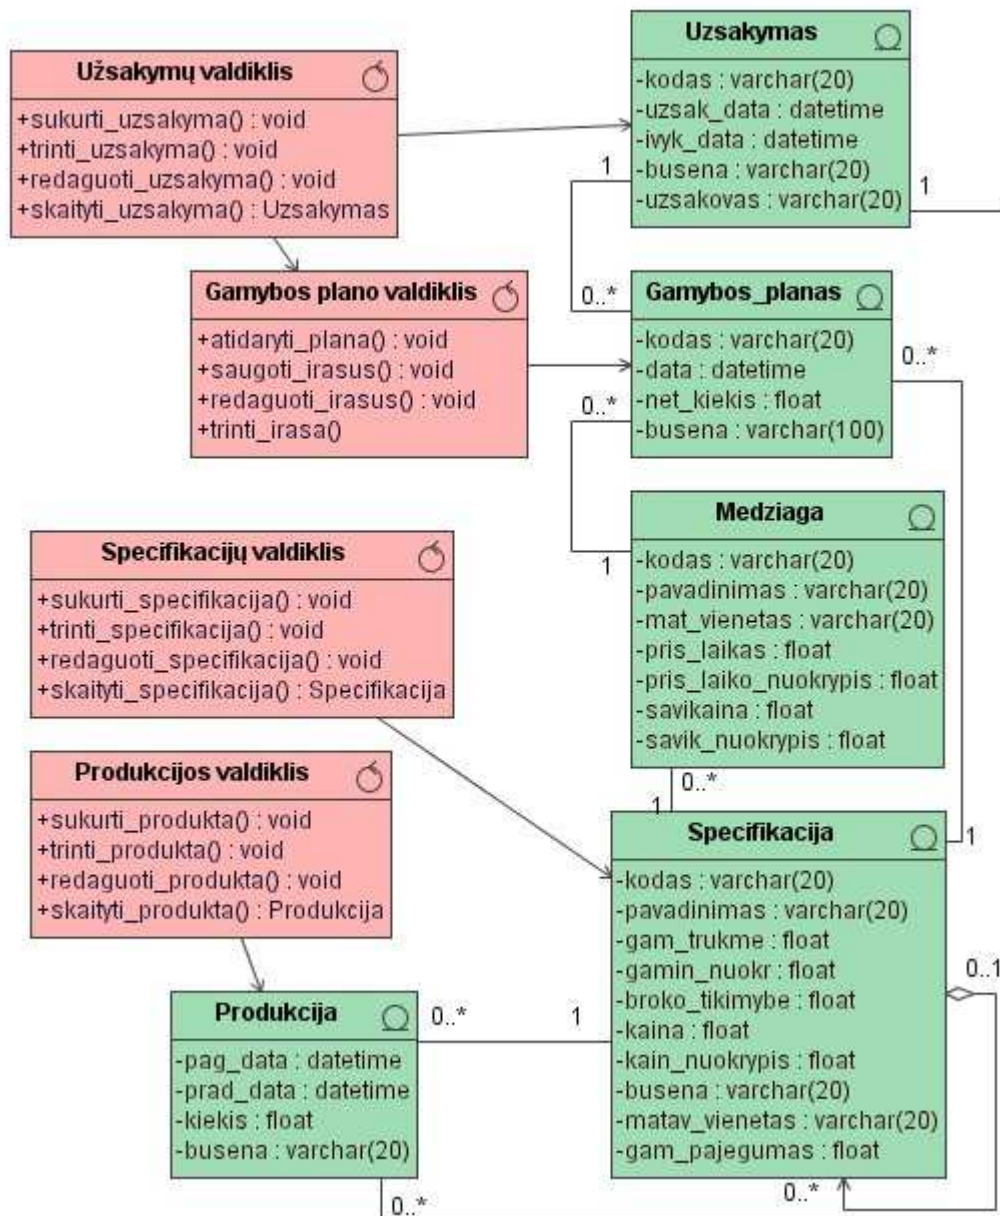 Uzsakymas
-kodas : varchar(20)
-uzsak_data : datetime
-ivyk_data : datetime
-busena : varchar(20)
-uzsakovas : varchar(20)
Užsakymų valdiklis
+sukurti_uzsakyma() : void
+trinti_uzsakyma() : void
+redaguoti_uzsakyma() : void
+skaityti_uzsakyma() : Uzsakymas
1
1
0..*
Gamybos plano valdiklis
+atidaryti_plana() : void
+saugoti_irasus() : void
+redaguoti_irasus() : void
+trinti_irasa()
Gamybos_planas
-kodas : varchar(20)
-data : datetime
-net_kiekis : float
-busena : varchar(100)
0..*
0..*
1
Medziaga
-kodas : varchar(20)
-pavadinimas : varchar(20)
-mat_vienetas : varchar(20)
-pris_laikas : float
-pris_laiko_nuokrypis : float
-savikaina : float
-savik_nuokrypis : float
Specifikacijų valdiklis
+sukurti_specifikacija() : void
+trinti_specifikacija() : void
+redaguoti_specifikacija() : void
+skaityti_specifikacija() : Specifikacija
0..*
1
1
Produkcijos valdiklis
+sukurti_produkta() : void
+trinti_produkta() : void
+redaguoti_produkta() : void
+skaityti_produkta() : Produkcija
Specifikacija
-kodas : varchar(20)
-pavadinimas : varchar(20)
-gam_trukme : float
-gamin_nuokr : float
-broko_tikimybe : float
-kaina : float
-kain_nuokrypis : float
-busena : varchar(20)
-matav_vienetas : varchar(20)
-gam_pajegumas : float
0..1
0..*
Produkcija
-pag_data : datetime
-prad_data : datetime
-kiekis : float
-busena : varchar(20)
0..*
1
0..*